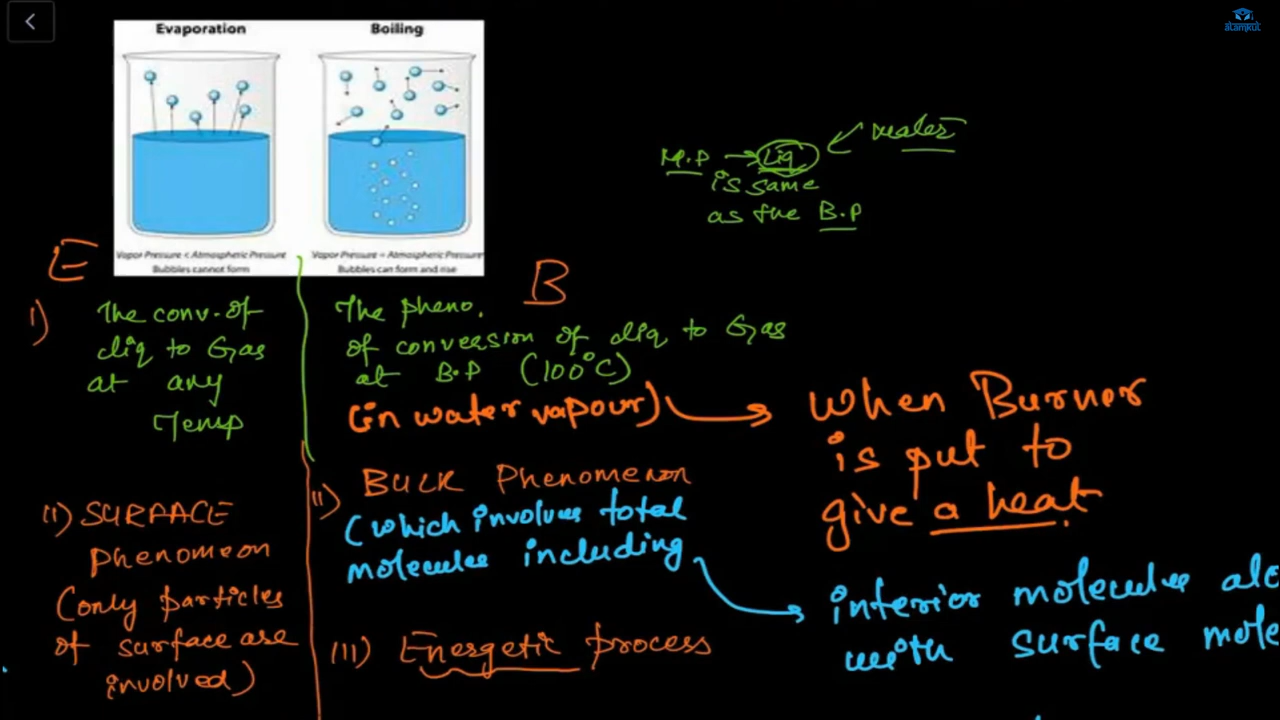 alamkul
Evaporation
Boiling
Vapor Pressure < Atmospheric Pressure
Bubbles cannot form
Vapor Pressure = Atmospheric Pressure
Bubbles can form and rise
M.P → Liq ← water
is same
as the B.P
E
B
I) The conv. of
liq to Gas
at any
Temp
The pheno.
of conversion of liq to Gas
at B.P (100°C)
(in water vapour)
when Burner
is put to
give a heat
II) SURFACE
Phenomeon
(only particles
of surface are
involved)
II) BULK Phenomenon
(which involves total
molecules including
interior molecules alo
with surface mole
III) Energetic process